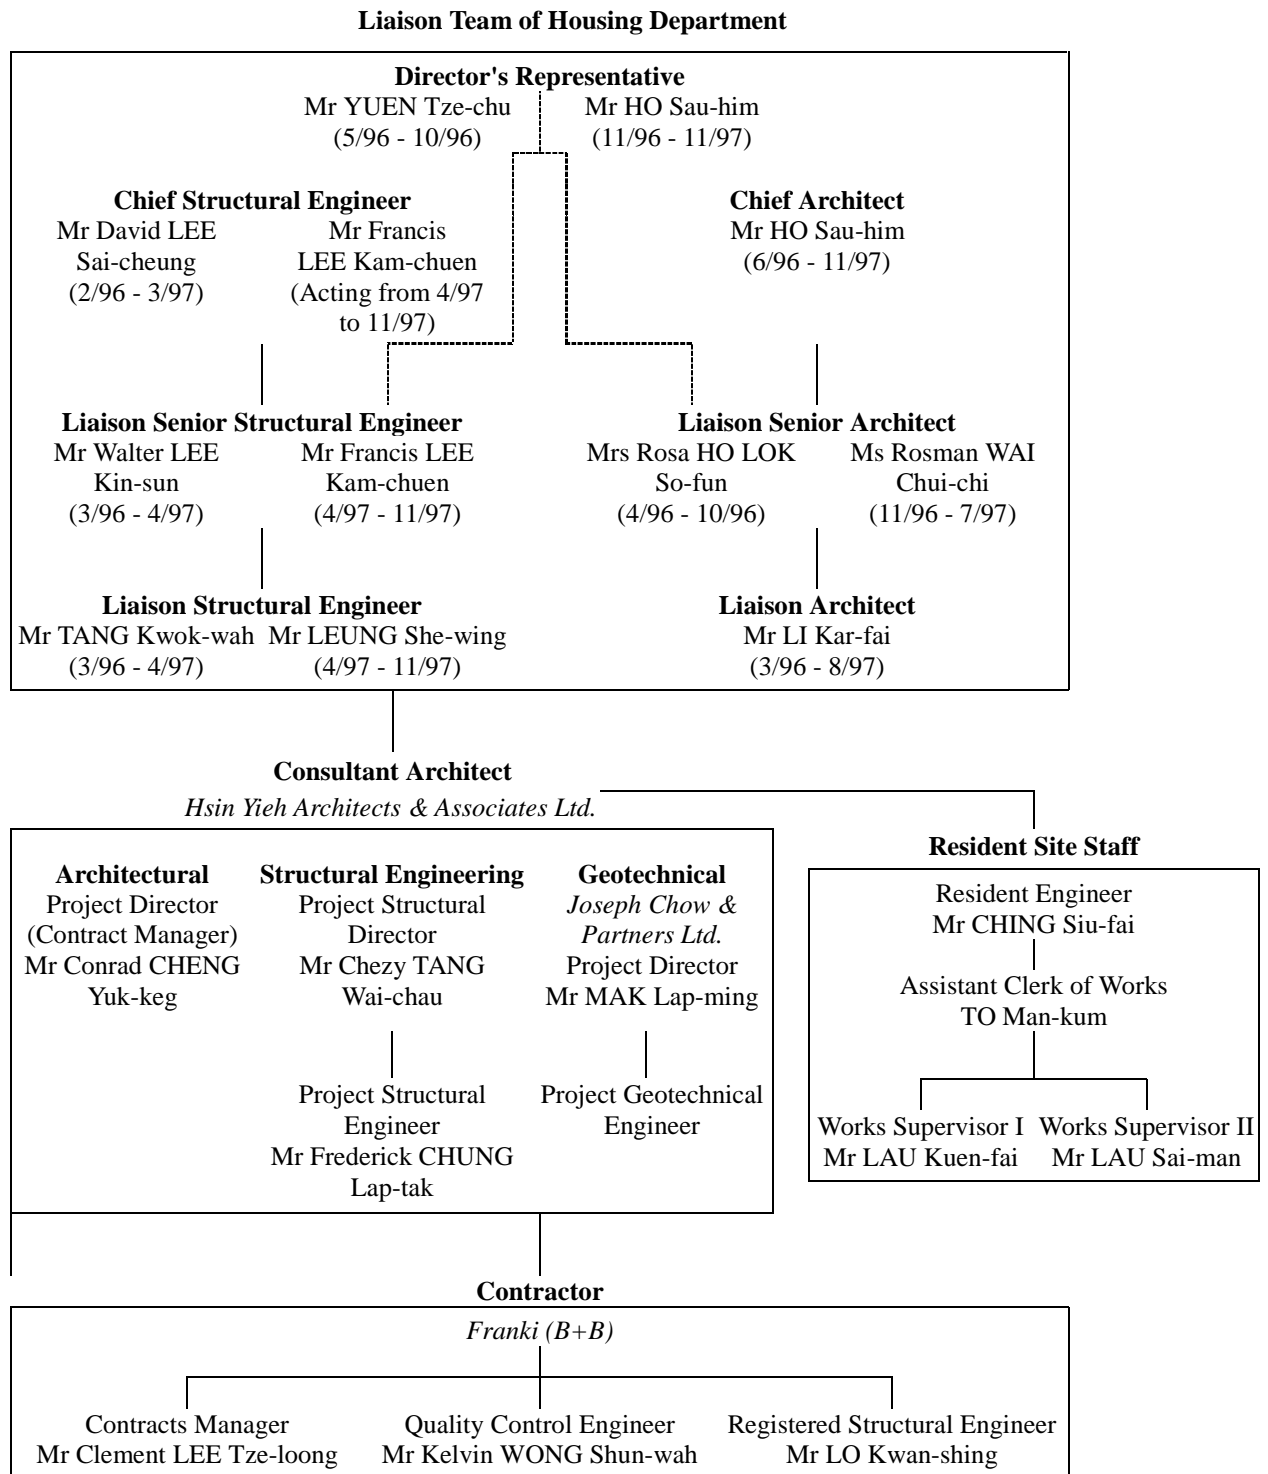 Liaison Team of Housing Department
Director's Representative
Mr YUEN Tze-chu
(5/96 - 10/96)
Mr HO Sau-him
(11/96 - 11/97)
Chief Structural Engineer
Mr David LEE
Sai-cheung
(2/96 - 3/97)
Mr Francis
LEE Kam-chuen
(Acting from 4/97
to 11/97)
Chief Architect
Mr HO Sau-him
(6/96 - 11/97)
Liaison Senior Structural Engineer
Mr Walter LEE
Kin-sun
(3/96 - 4/97)
Mr Francis LEE
Kam-chuen
(4/97 - 11/97)
Liaison Senior Architect
Mrs Rosa HO LOK
So-fun
(4/96 - 10/96)
Ms Rosman WAI
Chui-chi
(11/96 - 7/97)
Liaison Structural Engineer
Mr TANG Kwok-wah
(3/96 - 4/97)
Mr LEUNG She-wing
(4/97 - 11/97)
Liaison Architect
Mr LI Kar-fai
(3/96 - 8/97)
Consultant Architect
Hsin Yieh Architects & Associates Ltd.
Architectural
Project Director
(Contract Manager)
Mr Conrad CHENG
Yuk-keg
Structural Engineering
Project Structural
Director
Mr Chezy TANG
Wai-chau
Project Structural
Engineer
Mr Frederick CHUNG
Lap-tak
Geotechnical
Joseph Chow &
Partners Ltd.
Project Director
Mr MAK Lap-ming
Project Geotechnical
Engineer
Resident Site Staff
Resident Engineer
Mr CHING Siu-fai
Assistant Clerk of Works
TO Man-kum
Works Supervisor I
Mr LAU Kuen-fai
Works Supervisor II
Mr LAU Sai-man
Contractor
Franki (B+B)
Contracts Manager
Mr Clement LEE Tze-loong
Quality Control Engineer
Mr Kelvin WONG Shun-wah
Registered Structural Engineer
Mr LO Kwan-shing